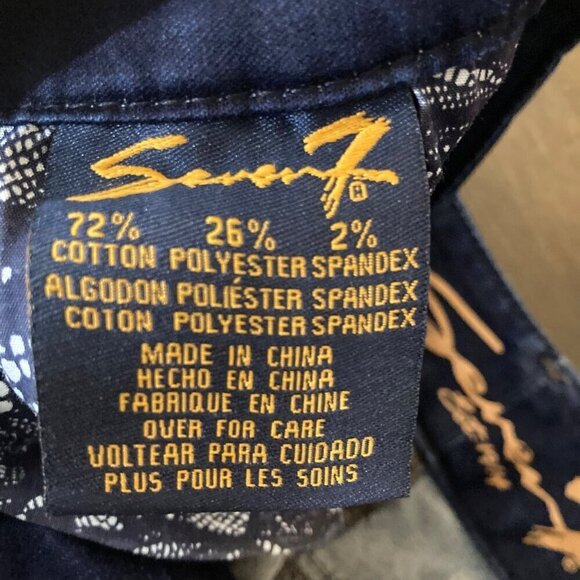 Seven7
72% 26% 2%
COTTON POLYESTER SPANDEX
ALGODON POLIÉSTER SPANDEX
COTON POLYESTER SPANDEX
MADE IN CHINA
HECHO EN CHINA
FABRIQUE EN CHINE
OVER FOR CARE
VOLTEAR PARA CUIDADO
PLUS POUR LES SOINS
Seven7